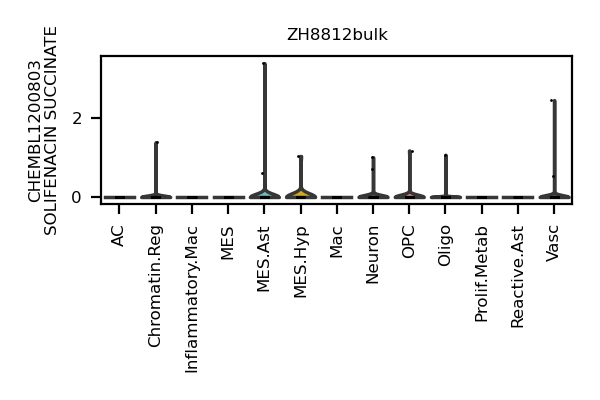 ZH8812bulk
CHEMBL1200803
SOLIFENACIN SUCCINATE
2
0
AC
Chromatin.Reg
Inflammatory.Mac
MES
MES.Ast
MES.Hyp
Mac
Neuron
OPC
Oligo
Prolif.Metab
Reactive.Ast
Vasc